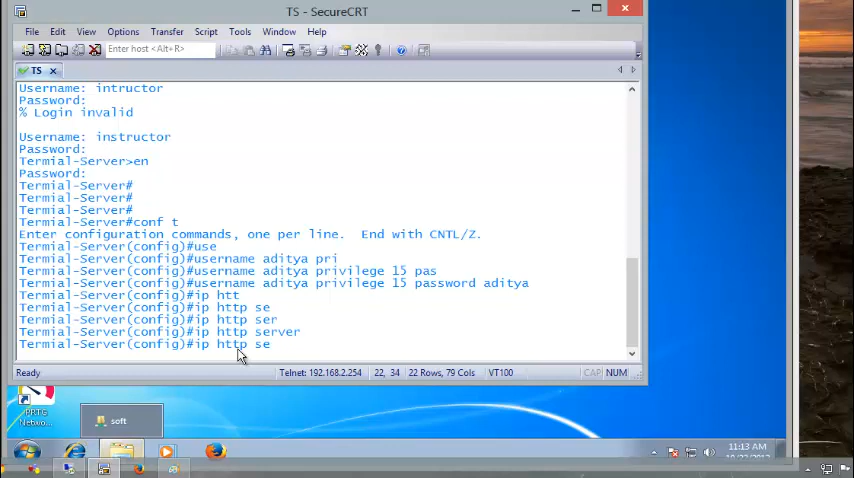 TS - SecureCRT
File Edit View Options Transfer Script Tools Window Help
Enter host <Alt+R>
TS
Username: intructor
Password:
% Login invalid
Username: instructor
Password:
Termial-Server>en
Password:
Termial-Server#
Termial-Server#
Termial-Server#
Termial-Server#conf t
Enter configuration commands, one per line.  End with CNTL/Z.
Termial-Server(config)#use
Termial-Server(config)#username aditya pri
Termial-Server(config)#username aditya privilege 15 pas
Termial-Server(config)#username aditya privilege 15 password aditya
Termial-Server(config)#ip htt
Termial-Server(config)#ip http se
Termial-Server(config)#ip http ser
Termial-Server(config)#ip http server
Termial-Server(config)#ip http se
Ready Telnet: 192.168.2.254 22, 34 22 Rows, 79 Cols VT100 CAP NUM
PRTG
Netwo...
soft
11:13 AM